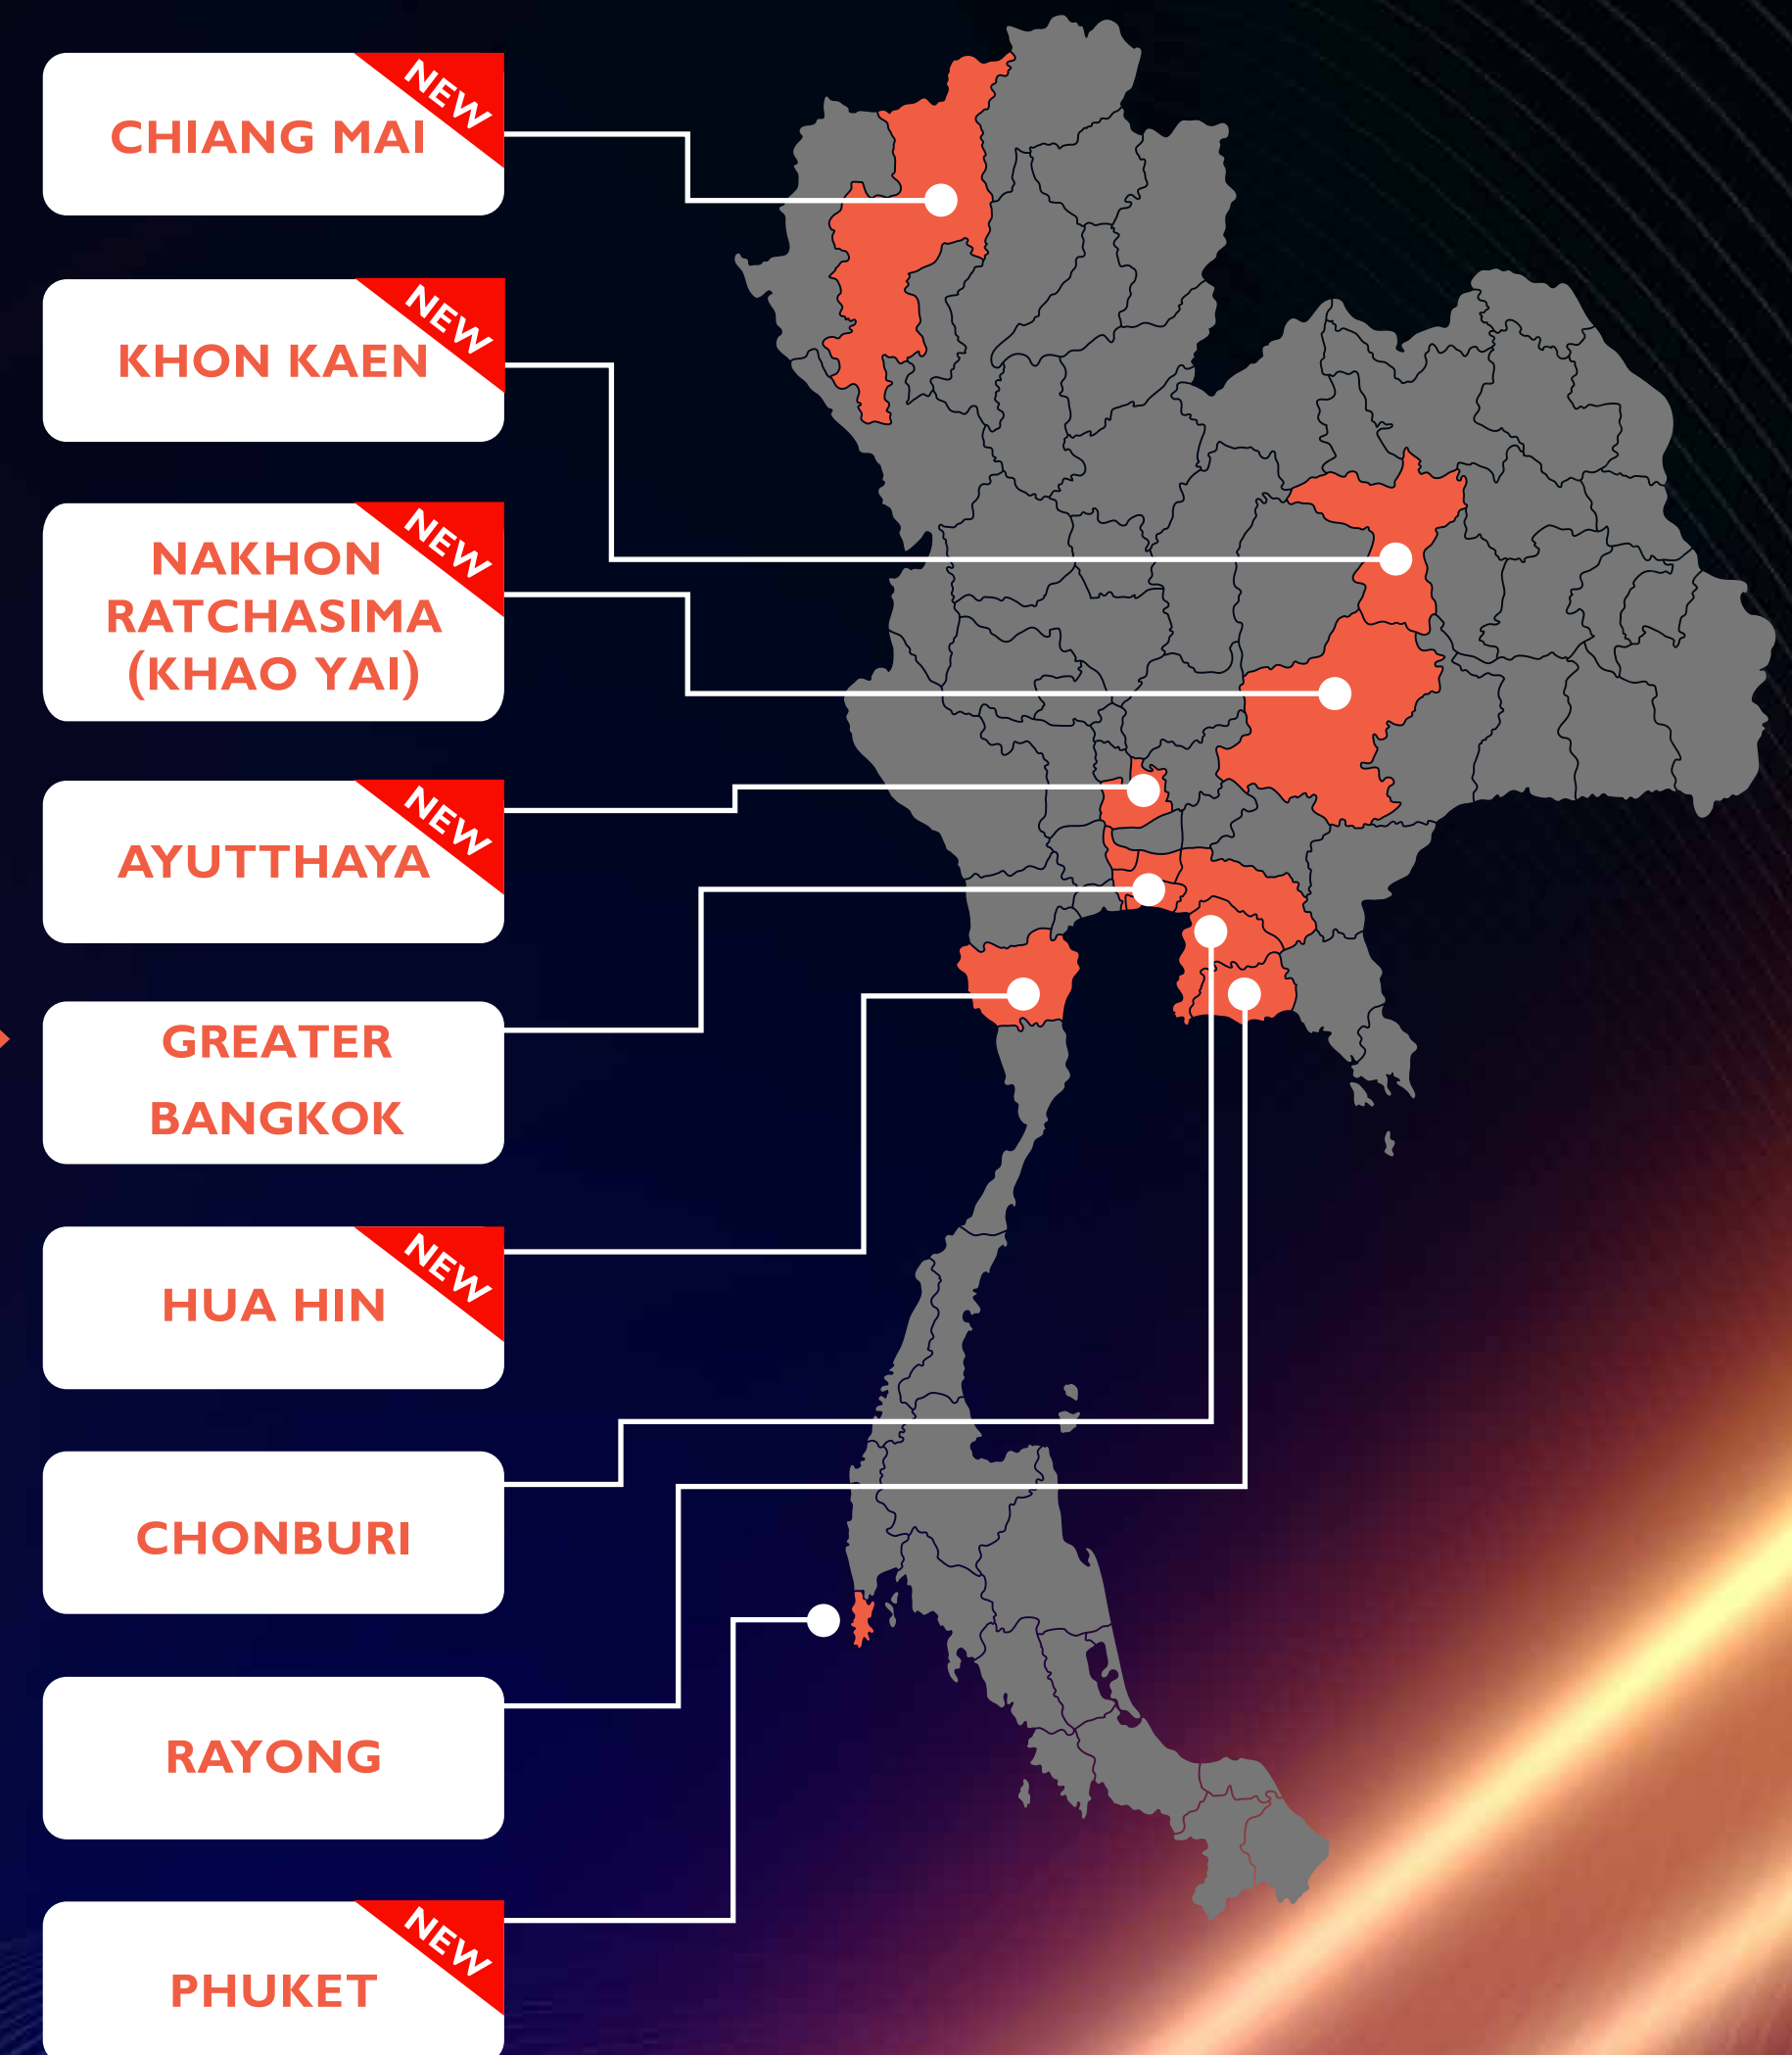 CHIANG MAI
NEW
KHON KAEN
NEW
NAKHON
RATCHASIMA
(KHAO YAI)
NEW
AYUTTHAYA
NEW
GREATER
BANGKOK
HUA HIN
NEW
CHONBURI
RAYONG
PHUKET
NEW